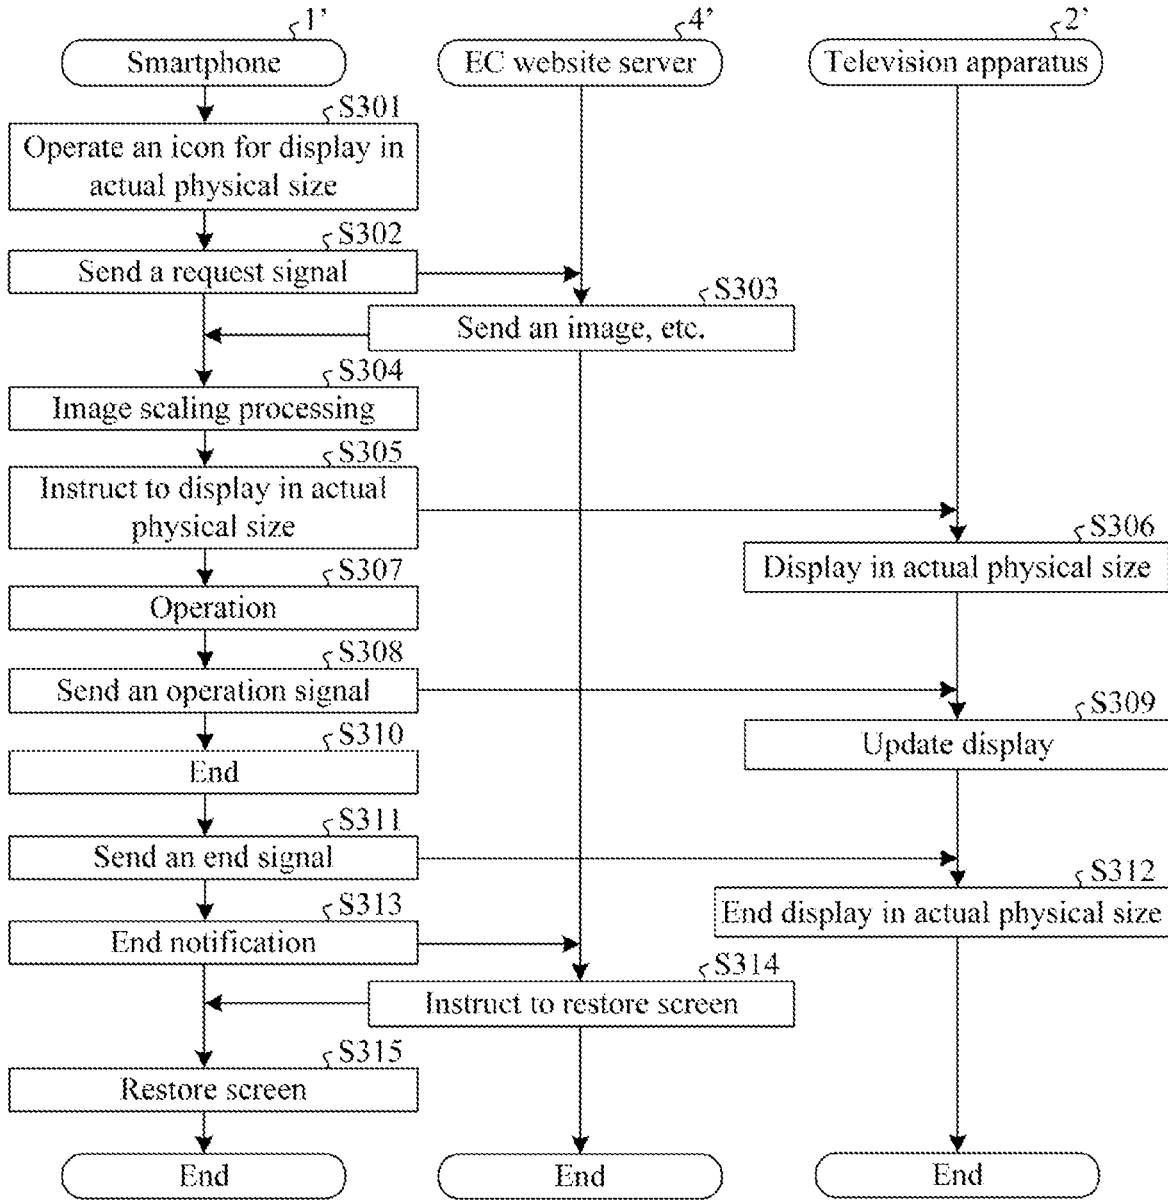 1’
4’
2’
Smartphone
EC website server
Television apparatus
S301
Operate an icon for display in
actual physical size
S302
Send a request signal
S303
Send an image, etc.
S304
Image scaling processing
S305
Instruct to display in actual
physical size
S306
Display in actual physical size
S307
Operation
S308
Send an operation signal
S309
Update display
S310
End
S311
Send an end signal
S312
End display in actual physical size
S313
End notification
S314
Instruct to restore screen
S315
Restore screen
End
End
End